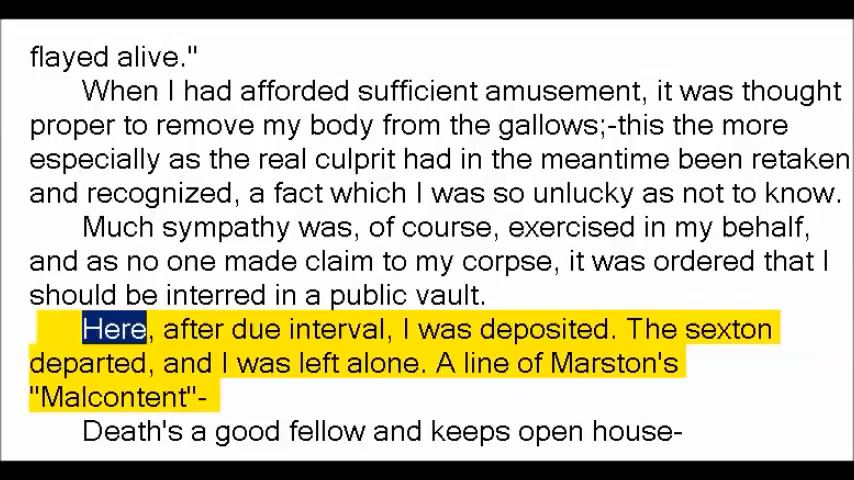 flayed alive."
When I had afforded sufficient amusement, it was thought
proper to remove my body from the gallows;-this the more
especially as the real culprit had in the meantime been retaken
and recognized, a fact which I was so unlucky as not to know.
Much sympathy was, of course, exercised in my behalf,
and as no one made claim to my corpse, it was ordered that I
should be interred in a public vault.
Here, after due interval, I was deposited. The sexton
departed, and I was left alone. A line of Marston's
"Malcontent"-
Death's a good fellow and keeps open house-